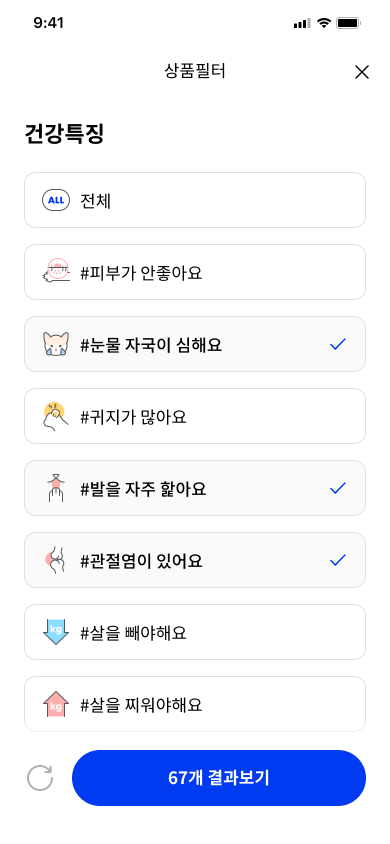 9:41
상품필터
건강특징
ALL 전체
#피부가 안좋아요
#눈물 자국이 심해요
#귀지가 많아요
#발을 자주 핥아요
#관절염이 있어요
kg #살을 빼야해요
kg #살을 찌워야해요
67개 결과보기